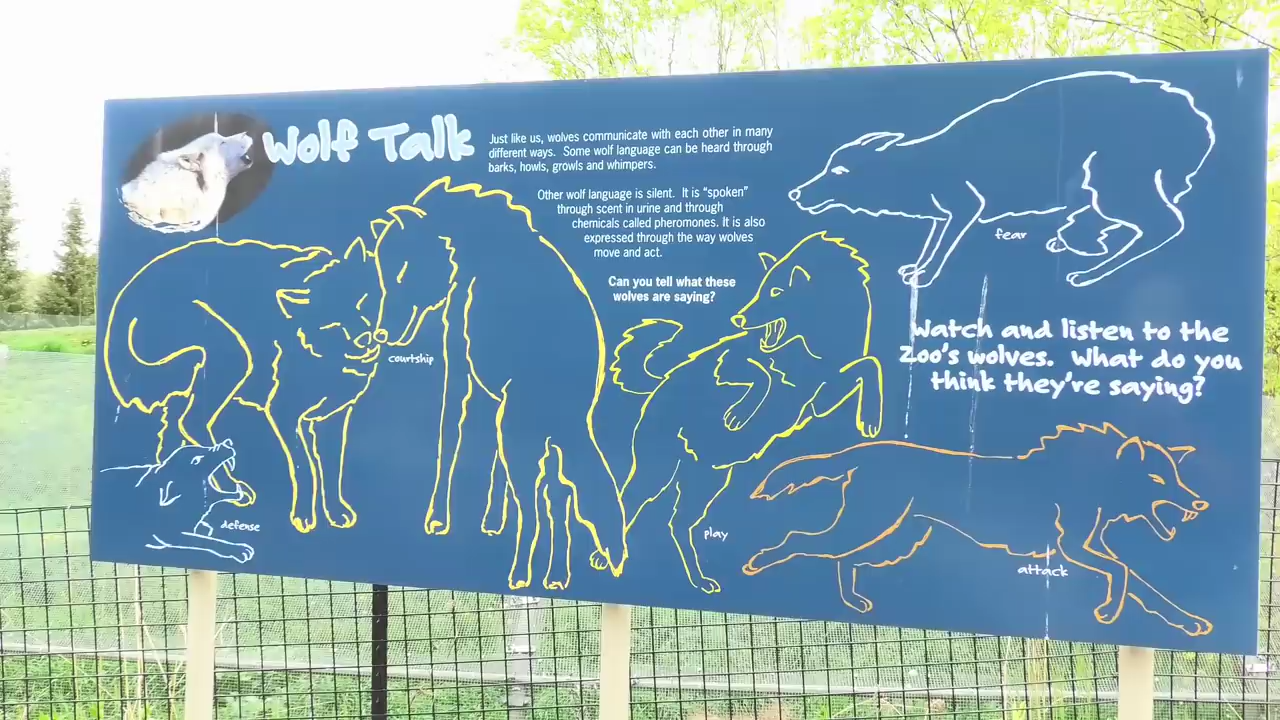 Wolf Talk
Just like us, wolves communicate with each other in many
different ways. Some wolf language can be heard through
barks, howls, growls and whimpers.
Other wolf language is silent. It is “spoken”
through scent in urine and through
chemicals called pheromones. It is also
expressed through the way wolves
move and act.
Can you tell what these
wolves are saying?
fear
courtship
Watch and listen to the
Zoo's wolves. What do you
think they're saying?
defense
play
attack